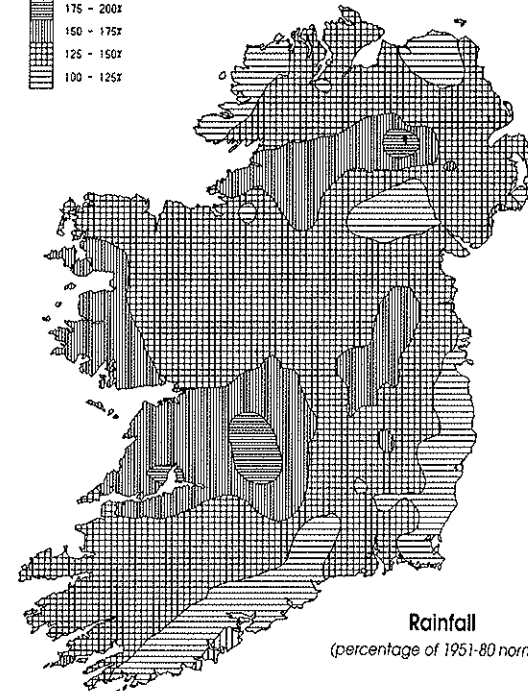 175 - 200%
150 - 175%
125 - 150%
100 - 125%
Rainfall
(percentage of 1951-80 norm